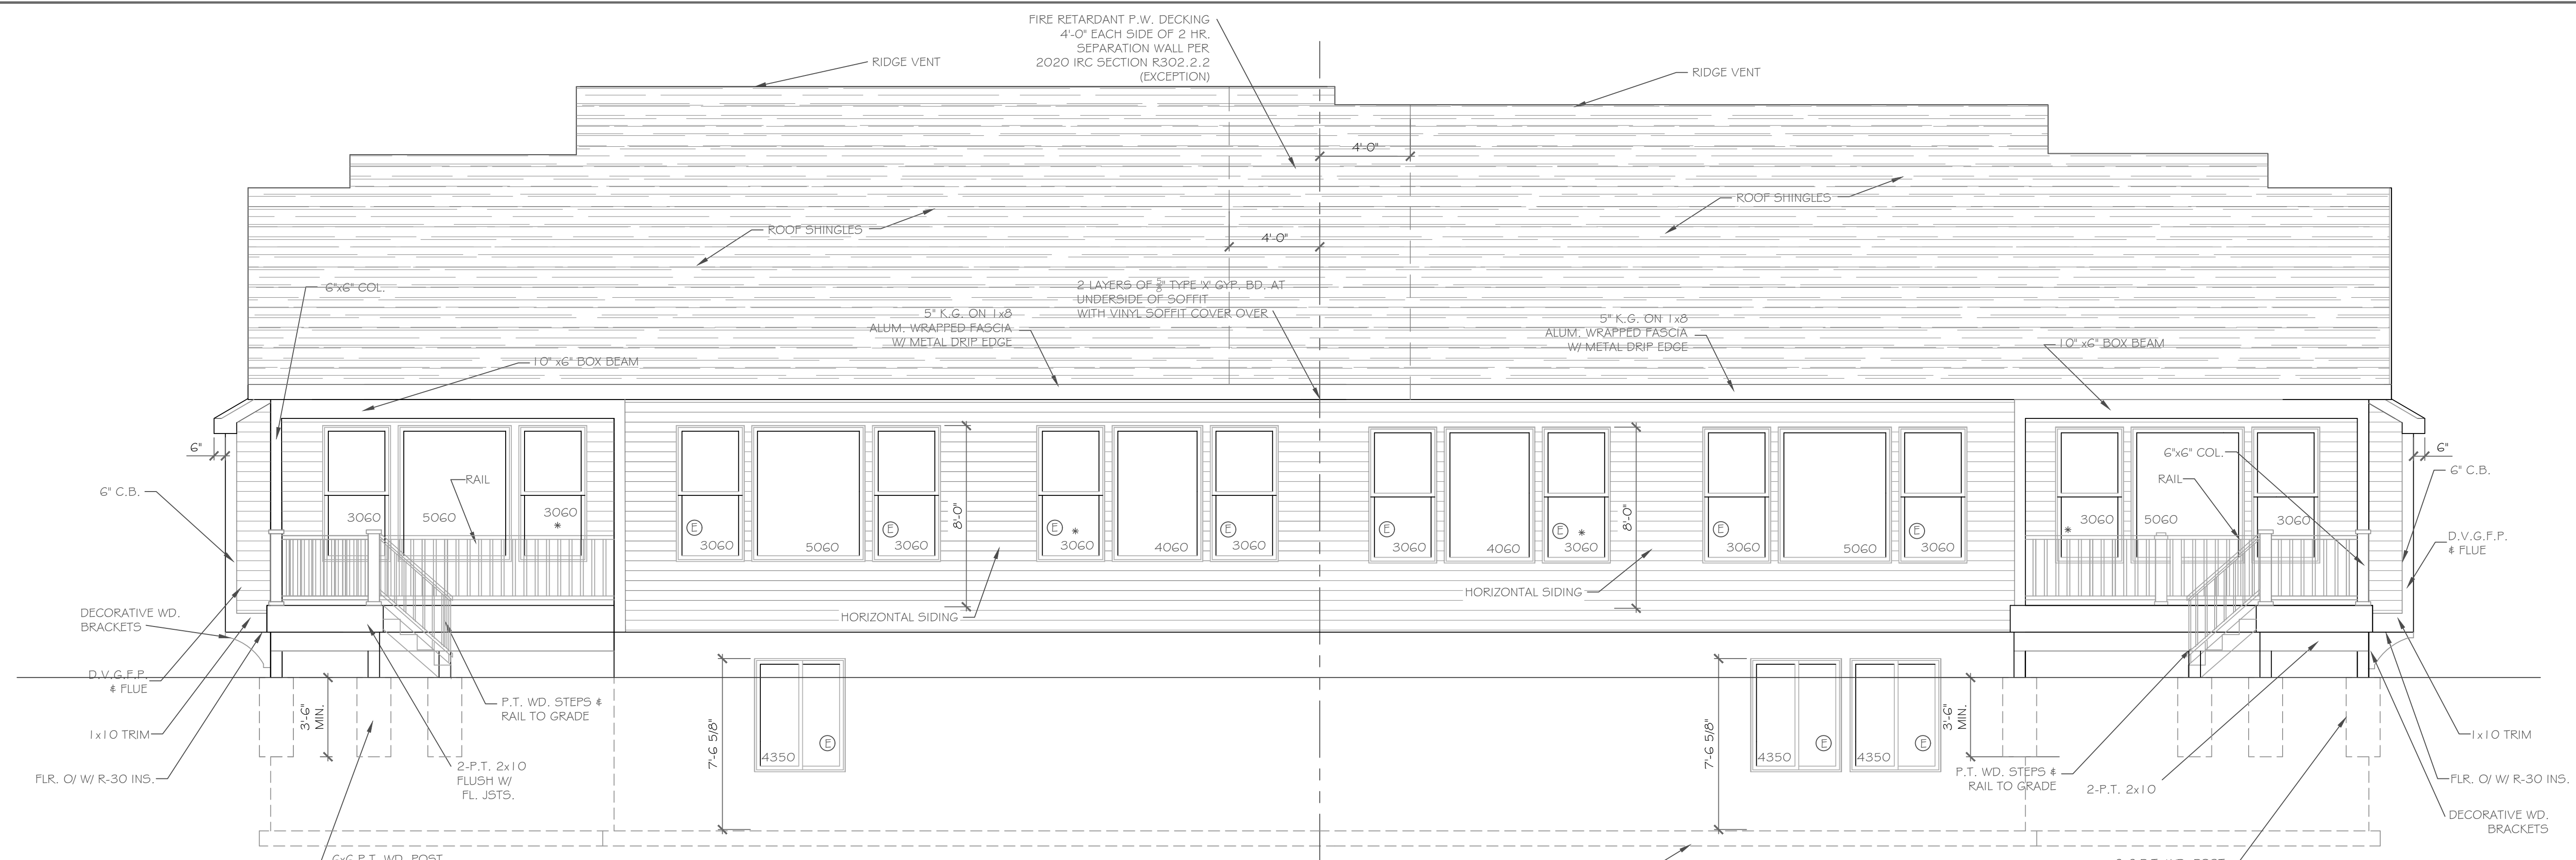 FIRE RETARDANT P.W. DECKING
4'-0" EACH SIDE OF 2 HR.
SEPARATION WALL PER
2020 IRC SECTION R302.2.2
(EXCEPTION)
RIDGE VENT
RIDGE VENT
4'-0"
ROOF SHINGLES
ROOF SHINGLES
4'-0"
6"x6" COL.
2 LAYERS OF 5/8" TYPE 'X' GYP. BD. AT
UNDERSIDE OF SOFFIT
WITH VINYL SOFFIT COVER OVER
5" K.G. ON 1x8
ALUM. WRAPPED FASCIA
W/ METAL DRIP EDGE
5" K.G. ON 1x8
ALUM. WRAPPED FASCIA
W/ METAL DRIP EDGE
10" x6" BOX BEAM
10" x6" BOX BEAM
6"
6"
6" C.B.
RAIL
6"x6" COL.
RAIL
6" C.B.
3060
5060
3060
*
E
3060
5060
E
3060
8'-0"
E
*
3060
4060
E
3060
E
3060
4060
E
*
3060
8'-0"
E
3060
5060
E
3060
*
3060
5060
3060
D.V.G.F.P.
& FLUE
DECORATIVE WD.
BRACKETS
HORIZONTAL SIDING
HORIZONTAL SIDING
D.V.G.F.P.
& FLUE
P.T. WD. STEPS &
RAIL TO GRADE
3'-6"
MIN.
1x10 TRIM
7'-6 5/8"
4350
E
7'-6 5/8"
4350
E
4350
E
3'-6"
MIN.
1x10 TRIM
FLR. O/ W/ R-30 INS.
2-P.T. 2x10
FLUSH W/
FL. JSTS.
P.T. WD. STEPS &
RAIL TO GRADE
2-P.T. 2x10
FLR. O/ W/ R-30 INS.
DECORATIVE WD.
BRACKETS
6x6 P.T. WD. POST